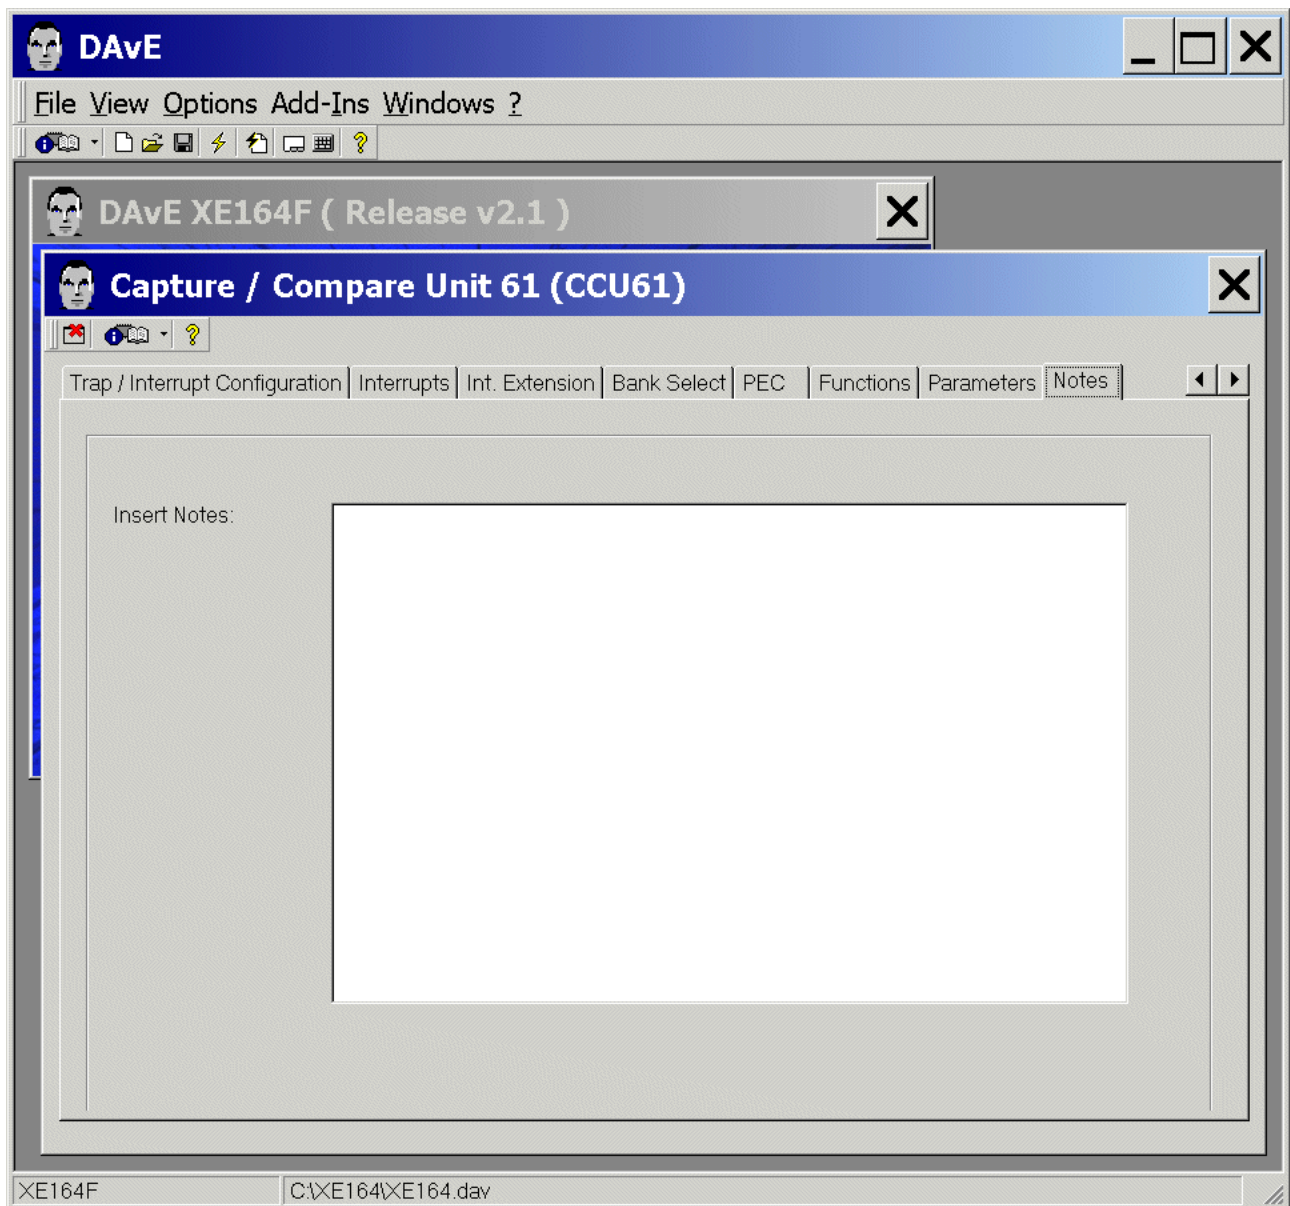 DAvE
File View Options Add-Ins Windows ?
DAvE XE164F ( Release v2.1 )
Capture / Compare Unit 61 (CCU61)
Trap / Interrupt Configuration Interrupts Int. Extension Bank Select PEC Functions Parameters Notes
Insert Notes:
XE164F C:\XE164\XE164.dav